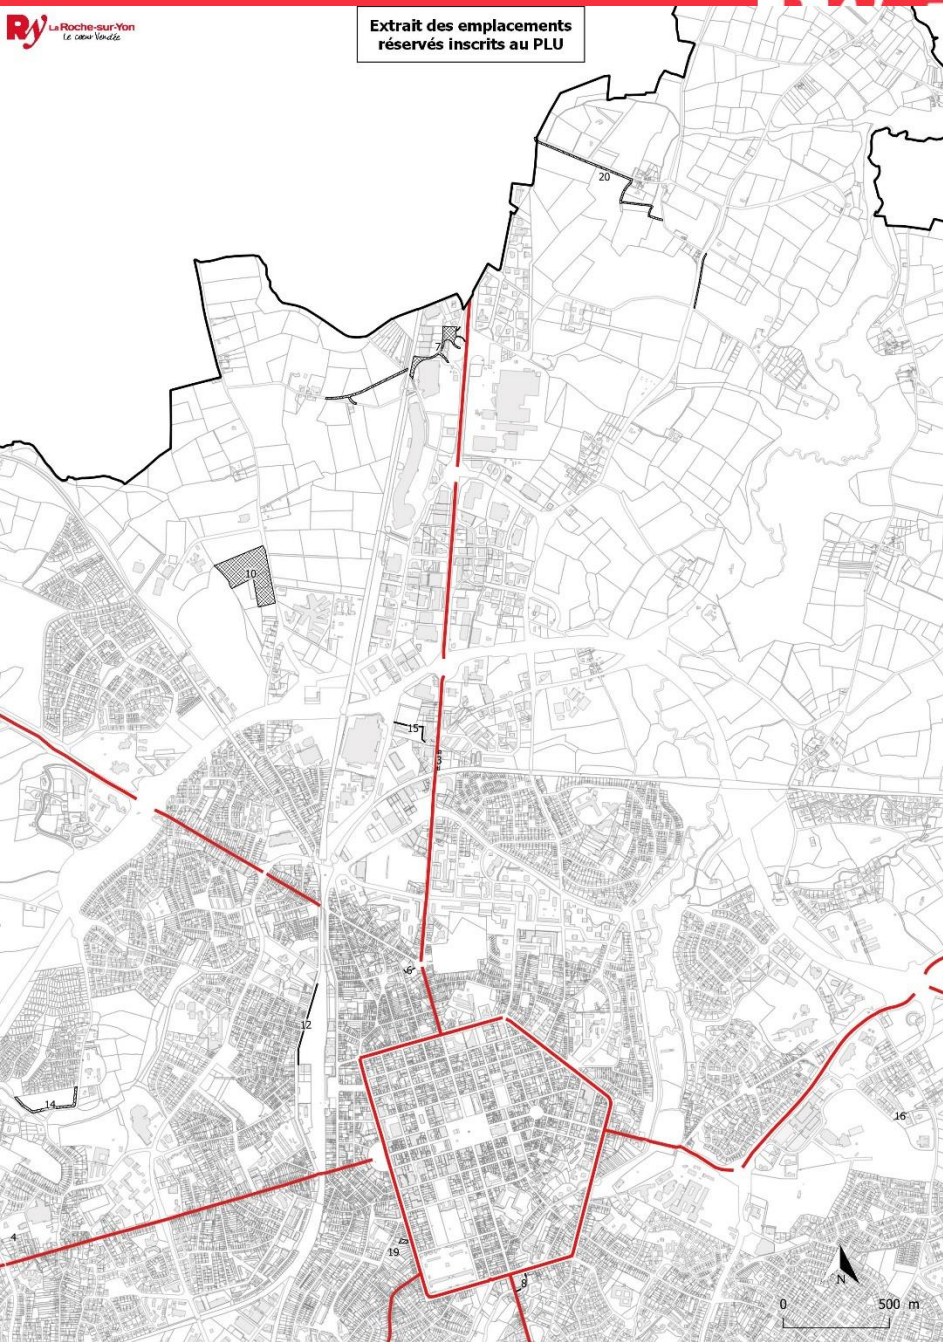 La Roche-sur-Yon
Le cœur Vendée
Extrait des emplacements
réservés inscrits au PLU
20
7
10
15
3
6
12
14
16
4
19
8
N
0 500 m